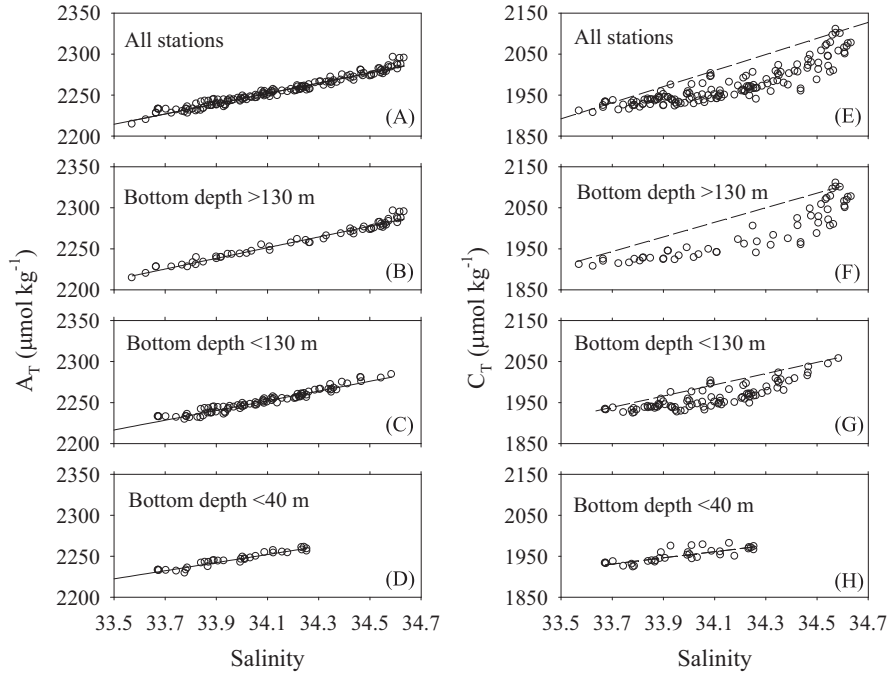 2350
2300
2250
2200
All stations
(A)
2350
2300
2250
2200
Bottom depth >130 m
(B)
2350
2300
2250
2200
Bottom depth <130 m
(C)
2350
2300
2250
2200
Bottom depth <40 m
(D)
33.5 33.7 33.9 34.1 34.3 34.5 34.7
Salinity
A_T (µmol kg⁻¹)
2150
2050
1950
1850
All stations
(E)
2150
2050
1950
1850
Bottom depth >130 m
(F)
2150
2050
1950
1850
Bottom depth <130 m
(G)
2150
2050
1950
1850
Bottom depth <40 m
(H)
33.5 33.7 33.9 34.1 34.3 34.5 34.7
Salinity
C_T (µmol kg⁻¹)